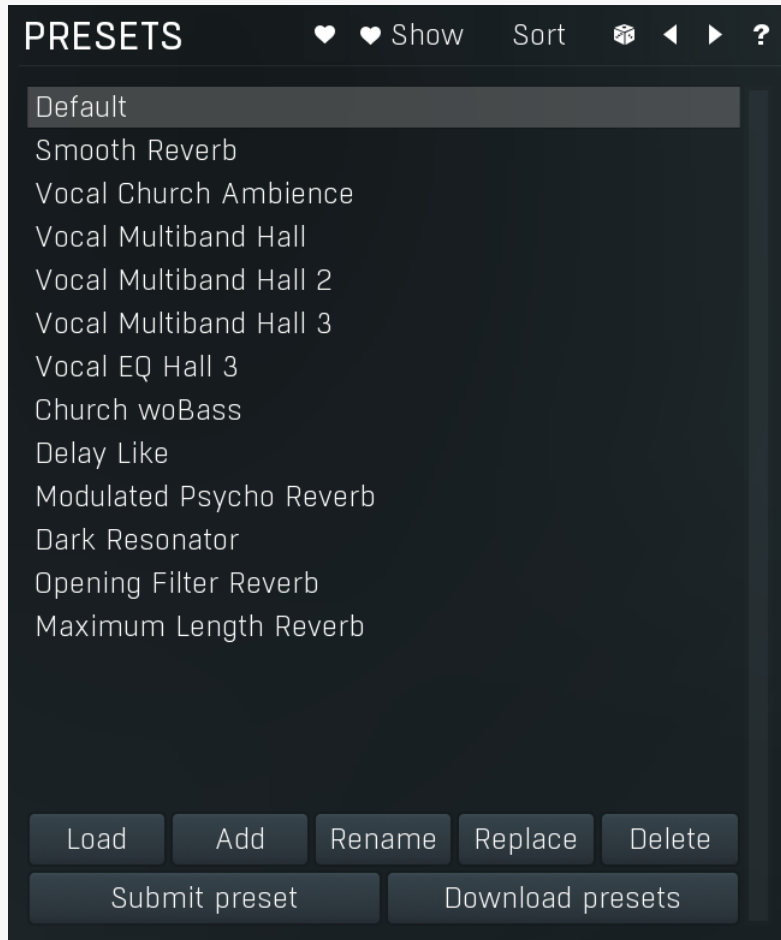 PRESETS Show Sort ?
Default
Smooth Reverb
Vocal Church Ambience
Vocal Multiband Hall
Vocal Multiband Hall 2
Vocal Multiband Hall 3
Vocal EQ Hall 3
Church woBass
Delay Like
Modulated Psycho Reverb
Dark Resonator
Opening Filter Reverb
Maximum Length Reverb
Load Add Rename Replace Delete
Submit preset Download presets